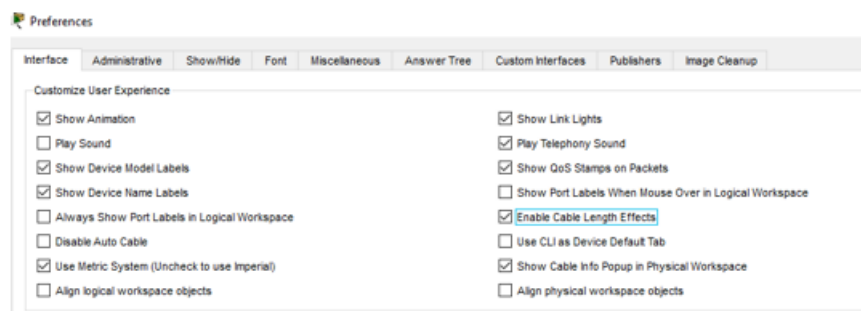 Preferences
Interface Administrative Show/Hide Font Miscellaneous Answer Tree Custom Interfaces Publishers Image Cleanup
Customize User Experience
Show Animation Show Link Lights
Play Sound Play Telephony Sound
Show Device Model Labels Show QoS Stamps on Packets
Show Device Name Labels Show Port Labels When Mouse Over in Logical Workspace
Always Show Port Labels in Logical Workspace Enable Cable Length Effects
Disable Auto Cable Use CLI as Device Default Tab
Use Metric System (Uncheck to use Imperial) Show Cable Info Popup in Physical Workspace
Align logical workspace objects Align physical workspace objects